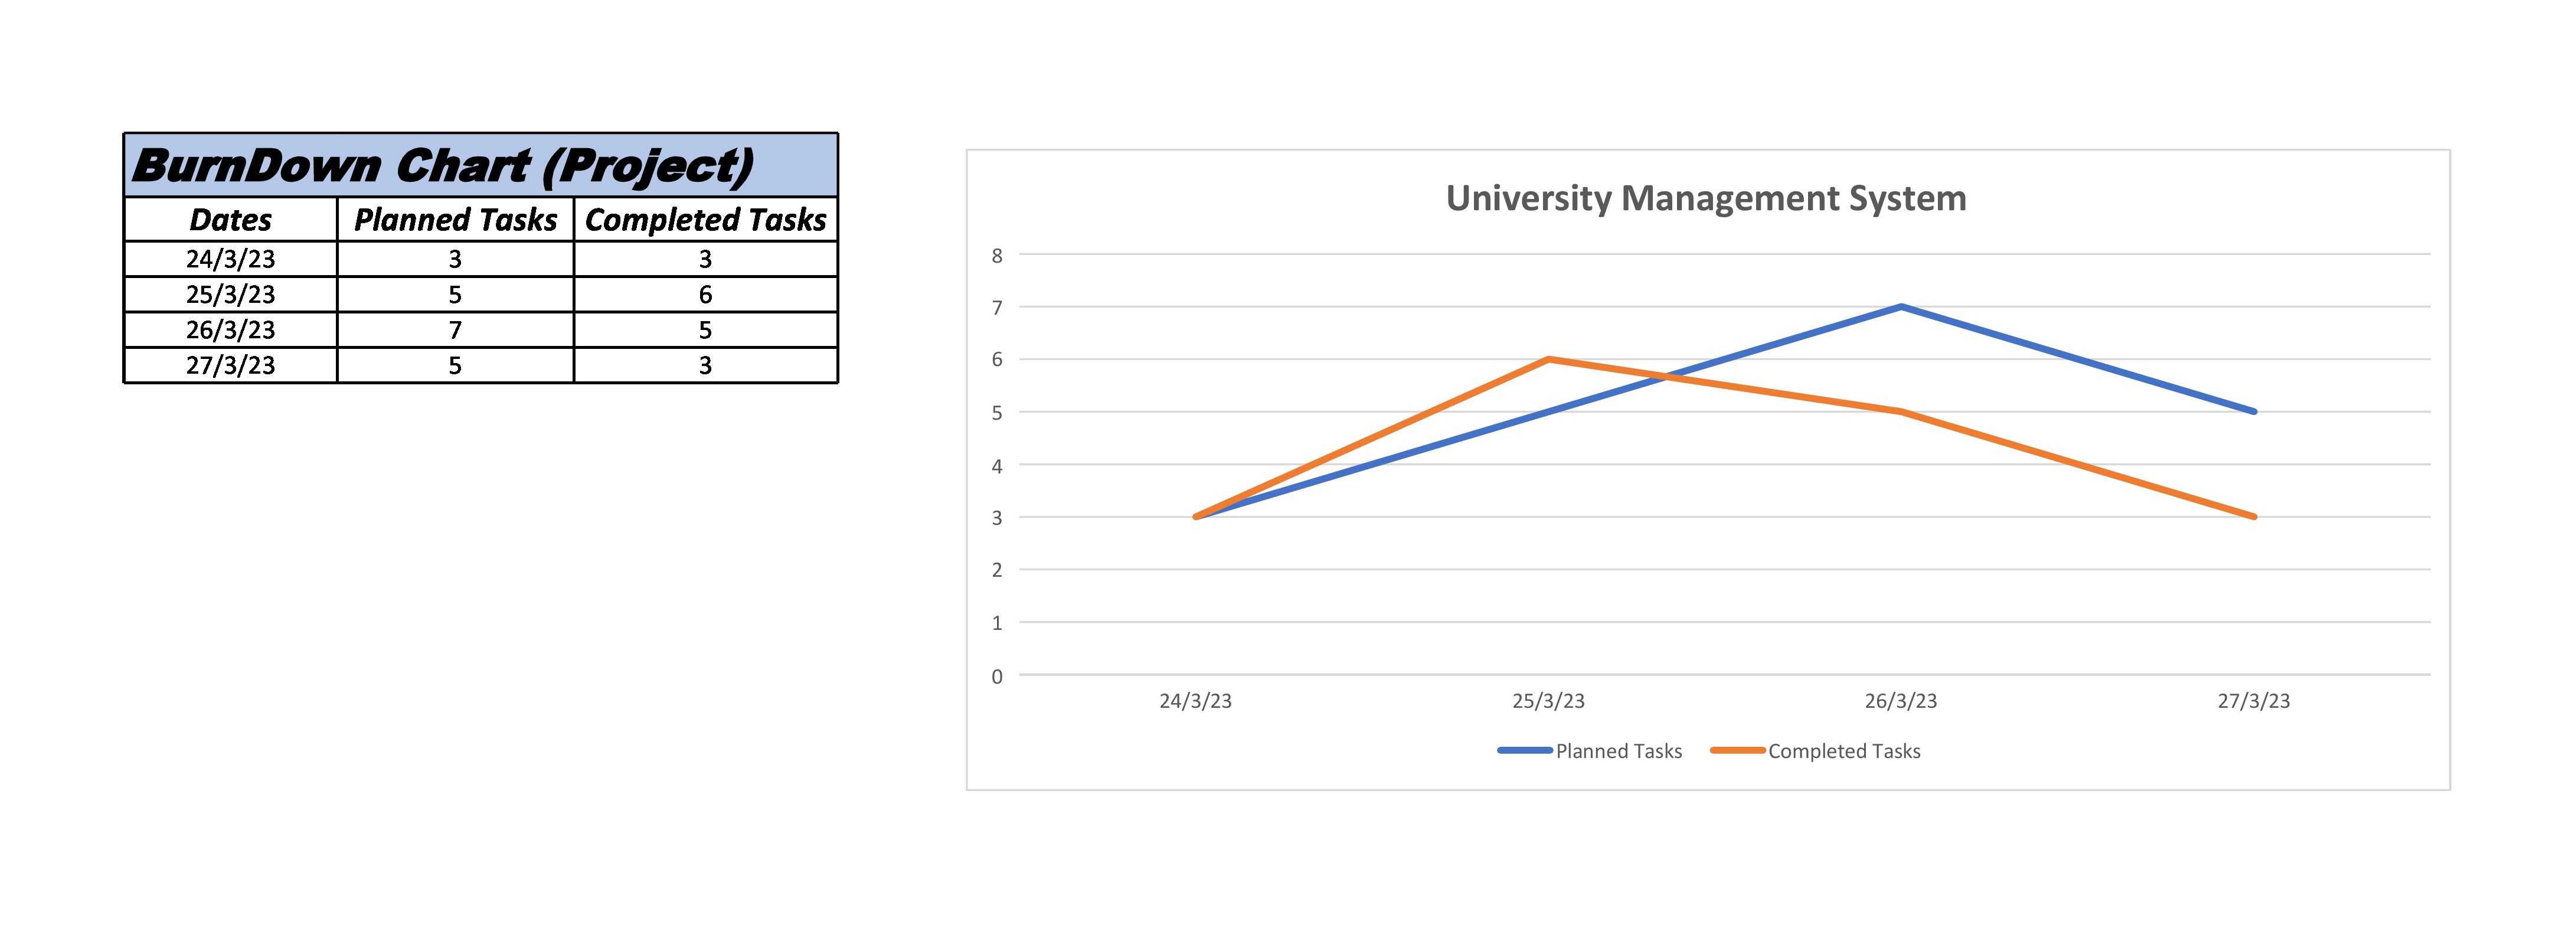 BurnDown Chart (Project)
Dates Planned Tasks Completed Tasks
24/3/23 3 3
25/3/23 5 6
26/3/23 7 5
27/3/23 5 3
University Management System
8
7
6
5
4
3
2
1
0
24/3/23 25/3/23 26/3/23 27/3/23
Planned Tasks Completed Tasks